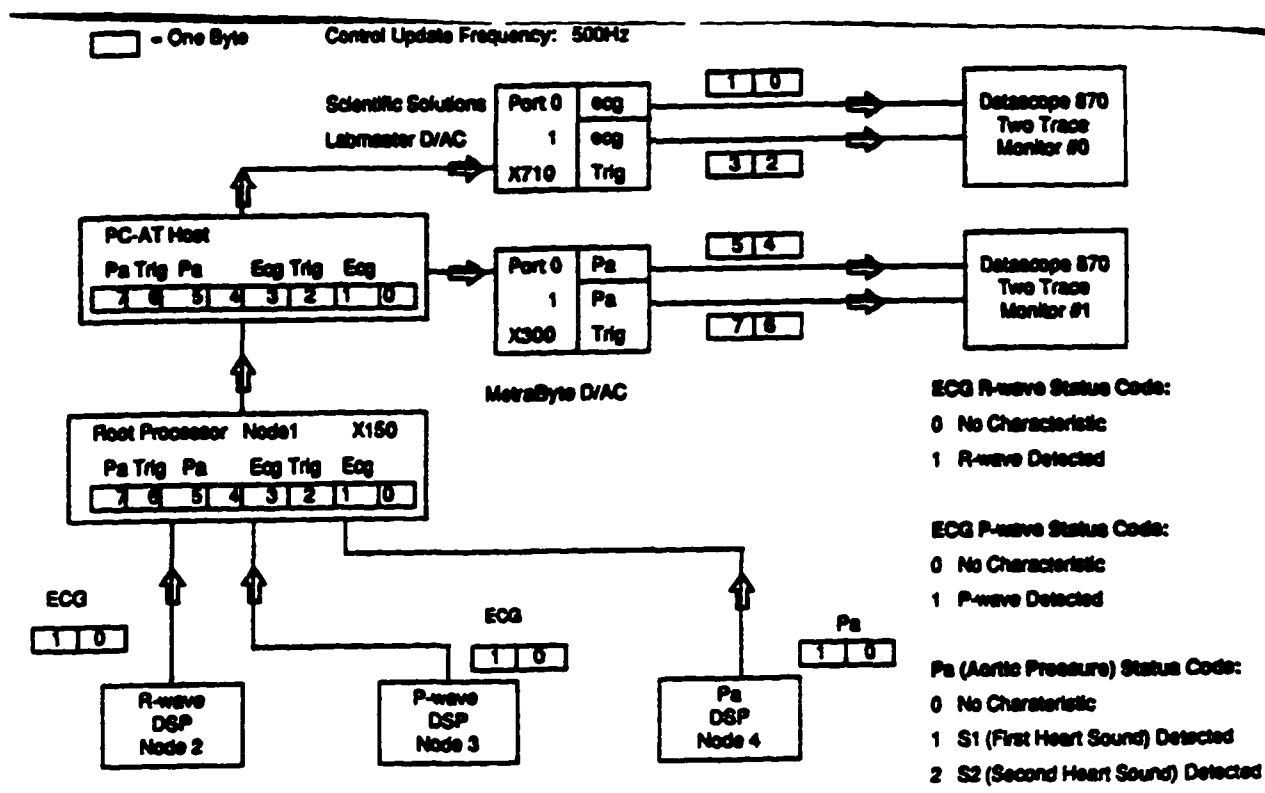 = One Byte
Control Update Frequency: 500Hz
Scientific Solutions
Labmaster D/AC
Port 0 ecg
1 ecg
X710 Trig
1 0
3 2
Datascope 870
Two Trace
Monitor #0
PC-AT Host
Pa Trig Pa Ecg Trig Ecg
7 6 5 4 3 2 1 0
Port 0 Pa
1 Pa
X300 Trig
5 4
7 6
Datascope 870
Two Trace
Monitor #1
MetraByte D/AC
Root Processor Node1 X150
Pa Trig Pa Ecg Trig Ecg
7 6 5 4 3 2 1 0
ECG
1 0
R-wave
DSP
Node 2
ECG
1 0
P-wave
DSP
Node 3
Pa
1 0
Pa
DSP
Node 4
ECG R-wave Status Code:
0 No Characteristic
1 R-wave Detected
ECG P-wave Status Code:
0 No Characteristic
1 P-wave Detected
Pa (Aortic Pressure) Status Code:
0 No Charateristic
1 S1 (First Heart Sound) Detected
2 S2 (Second Heart Sound) Detected